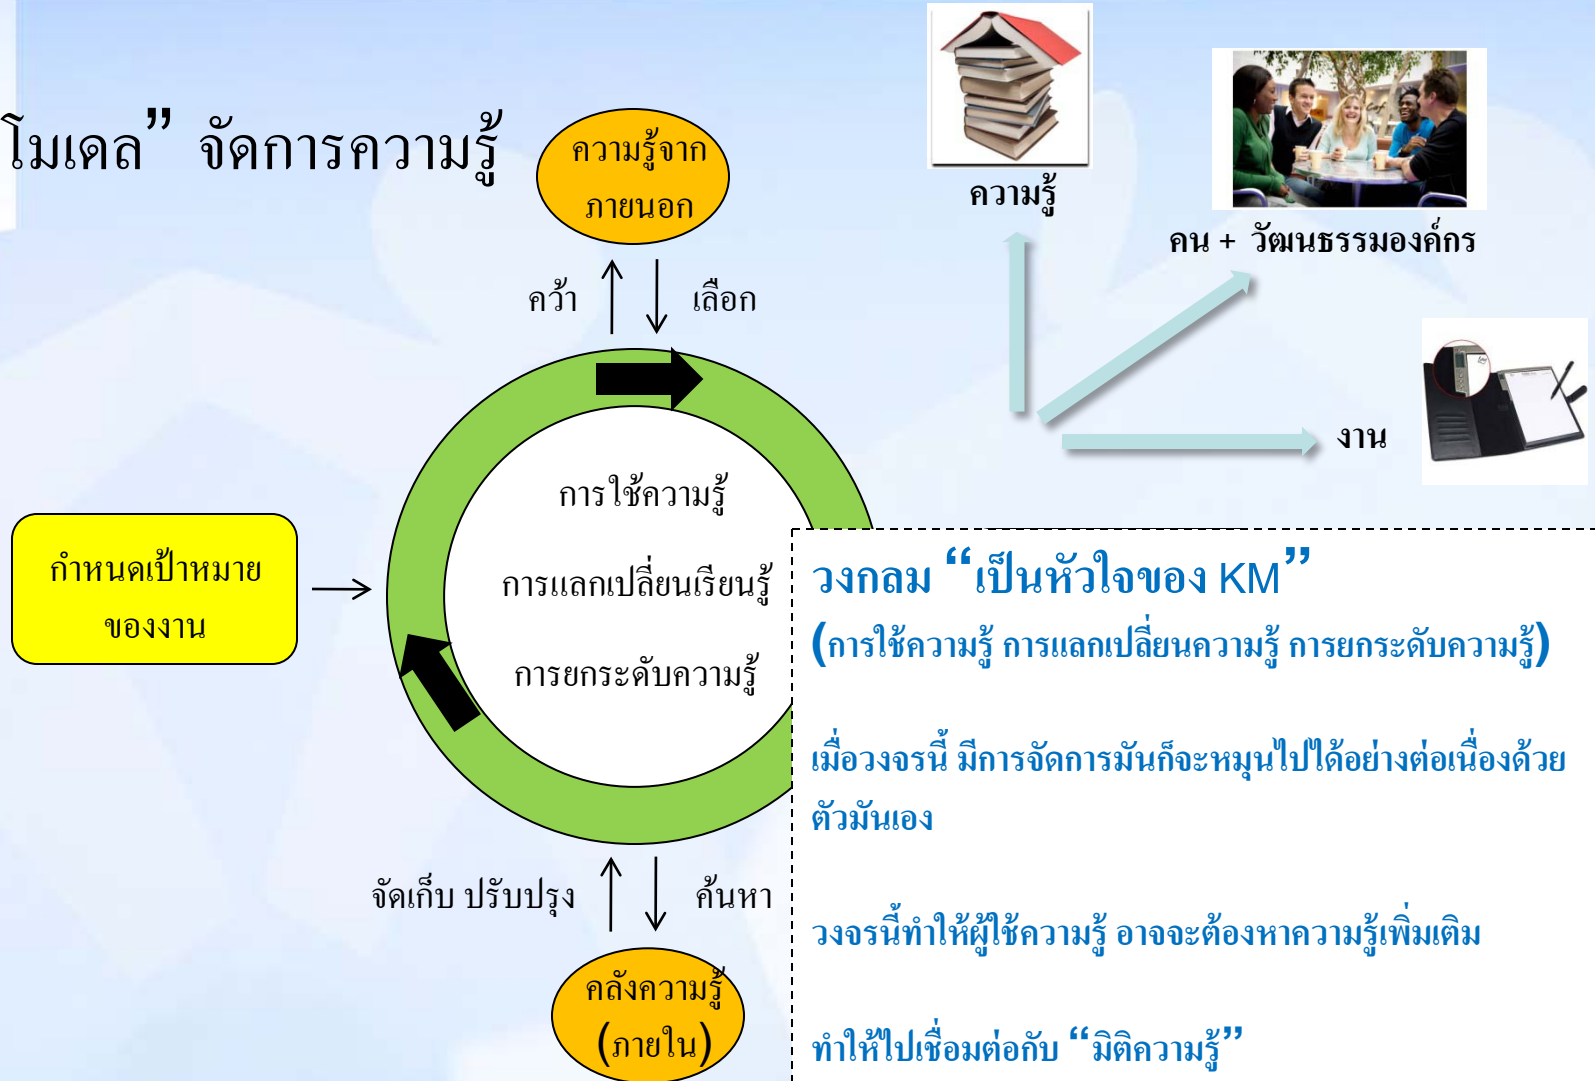 โมเดล” จัดการความรู้
ความรู้จาก
ภายนอก
คว้า
เลือก
ความรู้
คน + วัฒนธรรมองค์กร
งาน
กำหนดเป้าหมาย
ของงาน
การใช้ความรู้
การแลกเปลี่ยนเรียนรู้
การยกระดับความรู้
จัดเก็บ ปรับปรุง
ค้นหา
คลังความรู้
(ภายใน)
วงกลม “เป็นหัวใจของ KM”
(การใช้ความรู้ การแลกเปลี่ยนความรู้ การยกระดับความรู้)
เมื่อวงจรนี้ มีการจัดการมันก็จะหมุนไปได้อย่างต่อเนื่องด้วย
ตัวมันเอง
วงจรนี้ทำให้ผู้ใช้ความรู้ อาจจะต้องหาความรู้เพิ่มเติม
ทำให้ไปเชื่อมต่อกับ “มิติความรู้”